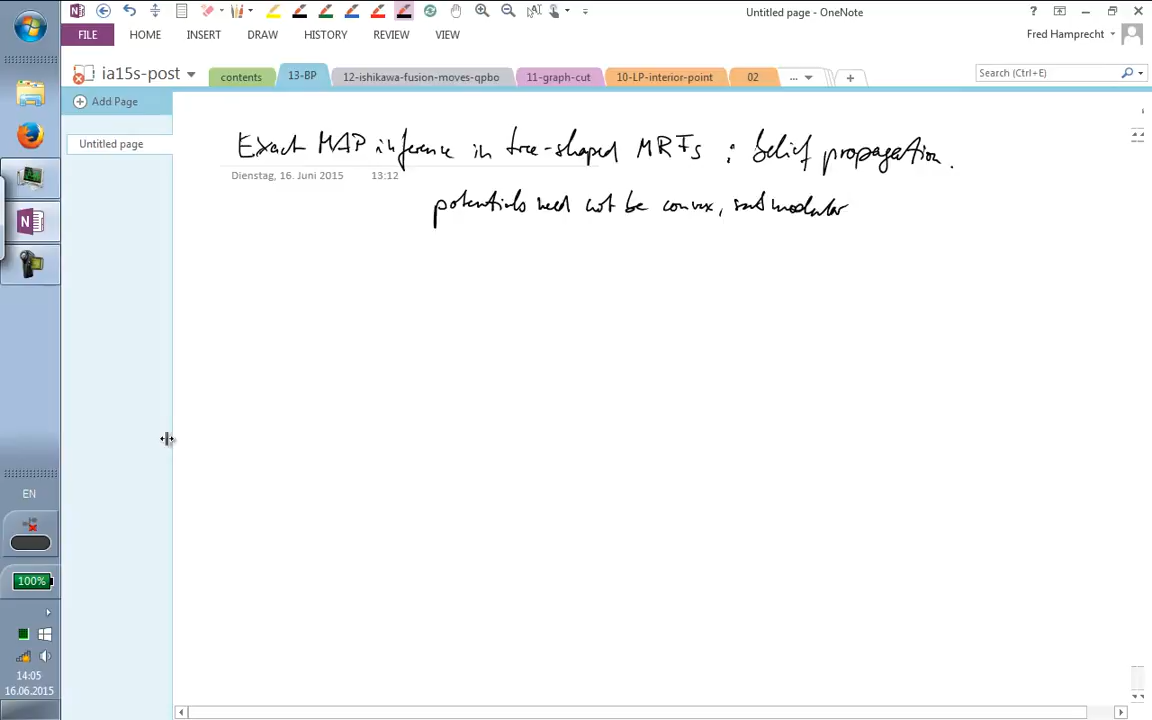 Untitled page - OneNote
?
FILE HOME INSERT DRAW HISTORY REVIEW VIEW
Fred Hamprecht
ia15s-post
contents 13-BP 12-ishikawa-fusion-moves-qpbo 11-graph-cut 10-LP-interior-point 02 ...
Search (Ctrl+E)
Add Page
Untitled page
Exact MAP inference in tree-shaped MRFs : belief propagation.
Dienstag, 16. Juni 2015 13:12
potentials need not be convex, submodular
EN
100%
14:05
16.06.2015